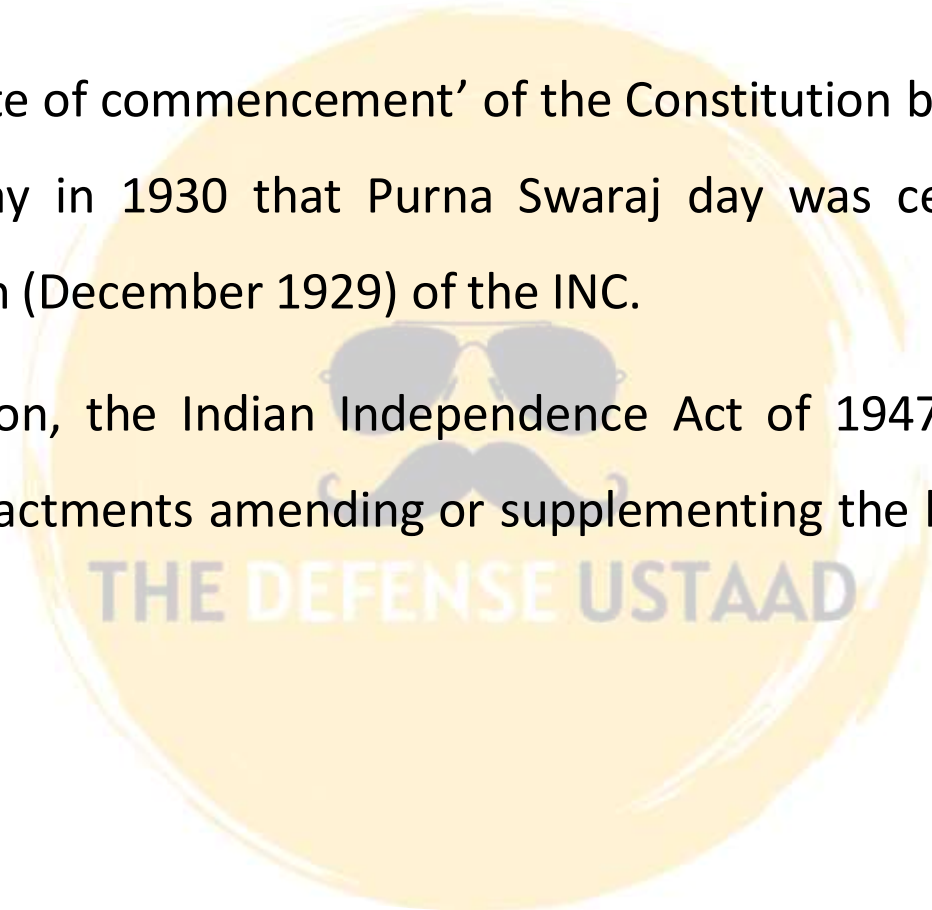 te of commencement’ of the Constitution b
ay in 1930 that Purna Swaraj day was ce
n (December 1929) of the INC.
on, the Indian Independence Act of 1947
actments amending or supplementing the l
THE DEFENSE USTAAD